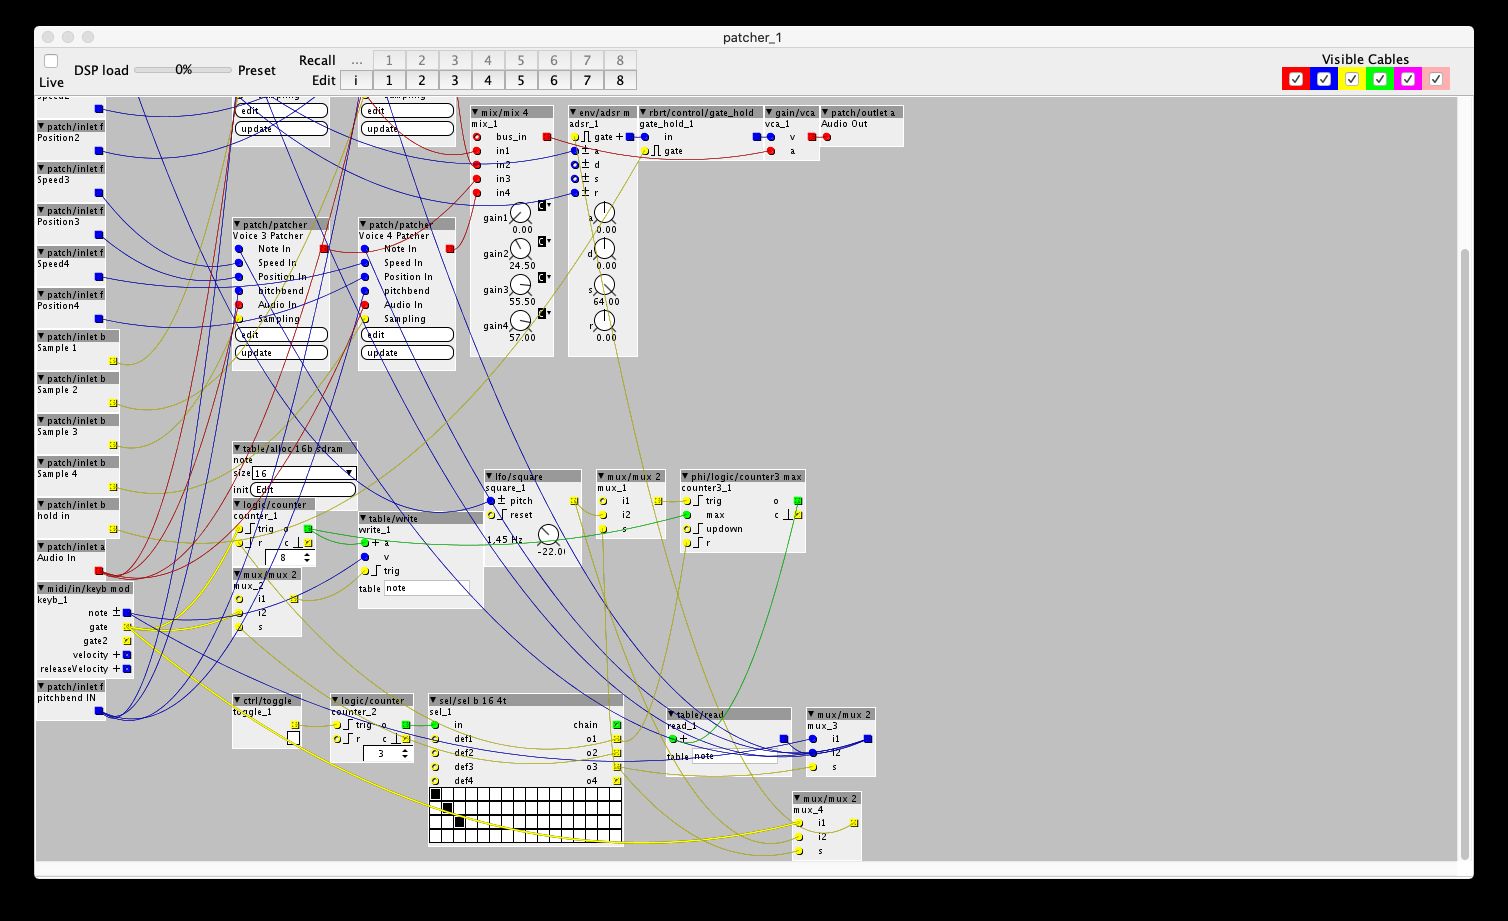 patcher_1
Live
DSP load
0%
Preset
Recall
... 1 2 3 4 5 6 7 8
Edit
i 1 2 3 4 5 6 7 8
Visible Cables
Speed2
patch/inlet f
Position2
patch/inlet f
Speed3
patch/inlet f
Position3
patch/inlet f
Speed4
patch/inlet f
Position4
patch/inlet b
Sample 1
patch/inlet b
Sample 2
patch/inlet b
Sample 3
patch/inlet b
Sample 4
patch/inlet b
hold in
patch/inlet a
Audio In
midi/in/keyb mod
keyb_1
note
gate
gate2
velocity
releaseVelocity
patch/inlet f
pitchbend IN
Sampling
edit
update
Sampling
edit
update
patch/patcher
Voice 3 Patcher
Note In
Speed In
Position In
pitchbend
Audio In
Sampling
edit
update
patch/patcher
Voice 4 Patcher
Note In
Speed In
Position In
pitchbend
Audio In
Sampling
edit
update
mix/mix 4
mix_1
bus_in
in1
in2
in3
in4
gain1
C
0.00
gain2
C
24.50
gain3
C
55.50
gain4
C
57.00
env/adsr m
adsr_1
gate +
± a
± d
± s
± r
a
0.00
d
0.00
s
64.00
r
0.00
rbrt/control/gate_hold
gate_hold_1
in
gate
gain/vca
vca_1
v
a
patch/outlet a
Audio Out
table/alloc 16b sdram
note
size 16
init Edit
logic/counter
counter_1
trig o
r c
8
mux/mux 2
mux_2
i1
i2
s
table/write
write_1
+ a
v
trig
table note
lfo/square
square_1
± pitch
reset
1.45 Hz
-22.0
mux/mux 2
mux_1
i1
i2
s
phi/logic/counter3 max
counter3_1
trig o
max c
updown
r
ctrl/toggle
toggle_1
logic/counter
counter_2
trig o
r c
3
sel/sel b 16 4t
sel_1
in chain
def1 o1
def2 o2
def3 o3
def4 o4
table/read
read_1
+
table note
mux/mux 2
mux_3
i1
i2
s
mux/mux 2
mux_4
i1
i2
s